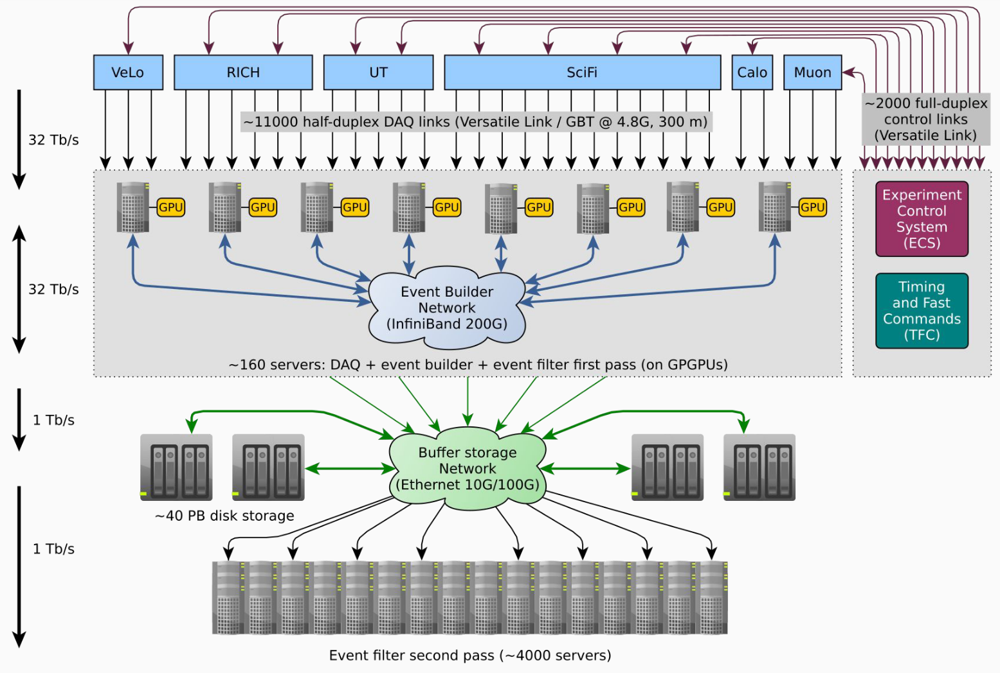 VeLo
RICH
UT
SciFi
Calo
Muon
~11000 half-duplex DAQ links (Versatile Link / GBT @ 4.8G, 300 m)
~2000 full-duplex
control links
(Versatile Link)
32 Tb/s
GPU
GPU
GPU
GPU
GPU
GPU
GPU
GPU
Experiment
Control
System
(ECS)
32 Tb/s
Event Builder
Network
(InfiniBand 200G)
Timing
and Fast
Commands
(TFC)
~160 servers: DAQ + event builder + event filter first pass (on GPGPUs)
1 Tb/s
Buffer storage
Network
(Ethernet 10G/100G)
~40 PB disk storage
1 Tb/s
Event filter second pass (~4000 servers)